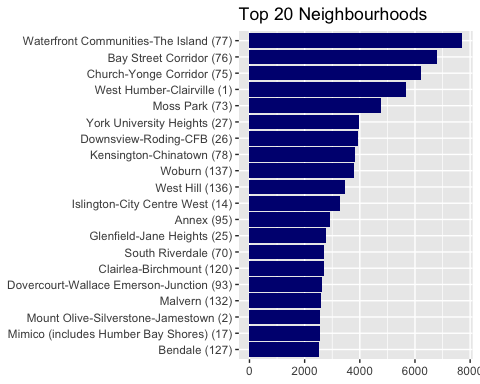 Top 20 Neighbourhoods
Waterfront Communities-The Island (77)
Bay Street Corridor (76)
Church-Yonge Corridor (75)
West Humber-Clairville (1)
Moss Park (73)
York University Heights (27)
Downsview-Roding-CFB (26)
Kensington-Chinatown (78)
Woburn (137)
West Hill (136)
Islington-City Centre West (14)
Annex (95)
Glenfield-Jane Heights (25)
South Riverdale (70)
Clairlea-Birchmount (120)
Dovercourt-Wallace Emerson-Junction (93)
Malvern (132)
Mount Olive-Silverstone-Jamestown (2)
Mimico (includes Humber Bay Shores) (17)
Bendale (127)
0 2000 4000 6000 8000